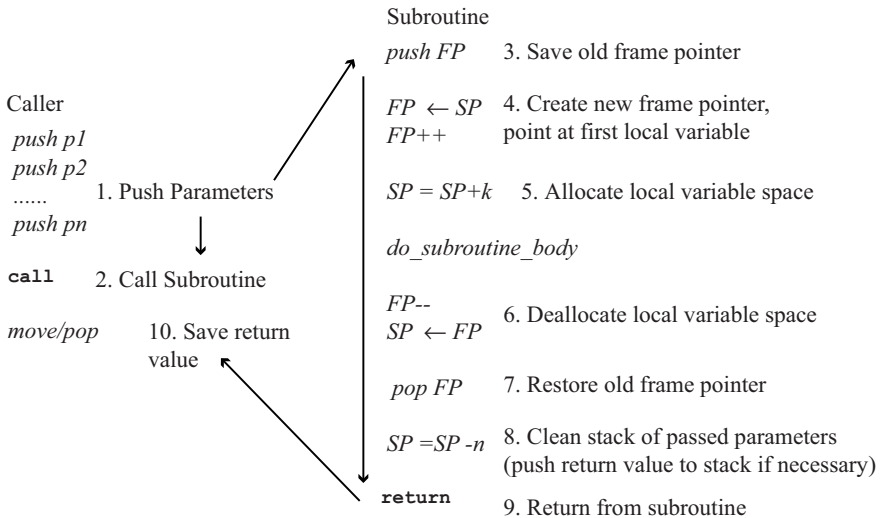 Caller
push p1
push p2
......
push pn
1. Push Parameters
call
2. Call Subroutine
move/pop
10. Save return
value
Subroutine
push FP
3. Save old frame pointer
FP ← SP
FP++
4. Create new frame pointer,
point at first local variable
SP = SP+k
5. Allocate local variable space
do_subroutine_body
FP--
SP ← FP
6. Deallocate local variable space
pop FP
7. Restore old frame pointer
SP =SP -n
8. Clean stack of passed parameters
(push return value to stack if necessary)
return
9. Return from subroutine